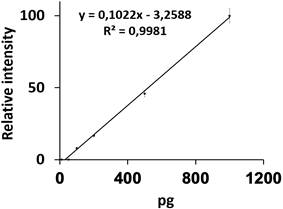 y = 0,1022x - 3,2588
R² = 0,9981
Relative intensity
100
50
0
0 400 800 1200
pg